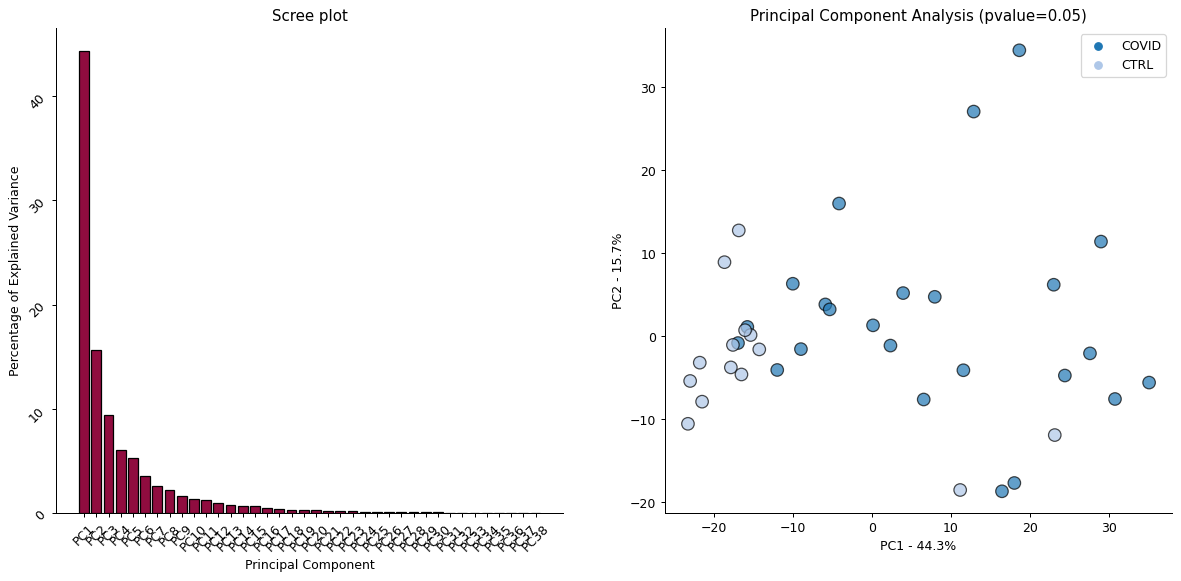 Scree plot
Percentage of Explained Variance
40
30
20
10
0
PC1
PC2
PC3
PC4
PC5
PC6
PC7
PC8
PC9
PC10
PC11
PC12
PC13
PC14
PC15
PC16
PC17
PC18
PC19
PC20
PC21
PC22
PC23
PC24
PC25
PC26
PC27
PC28
PC29
PC30
PC31
PC32
PC33
PC34
PC35
PC36
PC37
PC38
Principal Component
Principal Component Analysis (pvalue=0.05)
COVID
CTRL
PC2 - 15.7%
30
20
10
0
−10
−20
−20
−10
0
10
20
30
PC1 - 44.3%